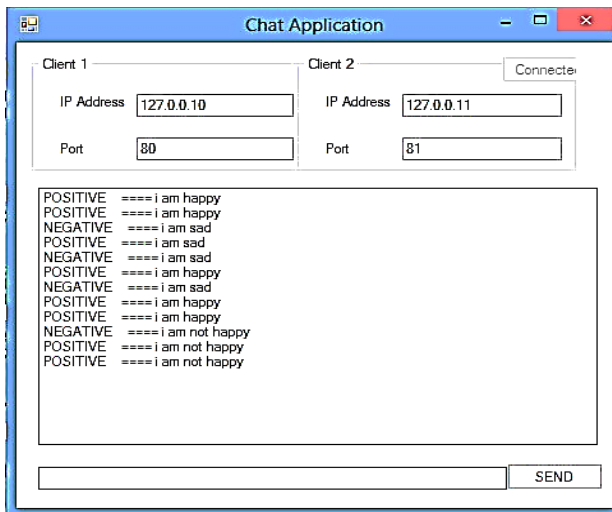 Chat Application
Client 1
Client 2
Connecte
IP Address 127.0.0.10
IP Address 127.0.0.11
Port 80
Port 81
POSITIVE ==== i am happy
POSITIVE ==== i am happy
NEGATIVE ==== i am sad
POSITIVE ==== i am sad
NEGATIVE ==== i am sad
POSITIVE ==== i am happy
NEGATIVE ==== i am sad
POSITIVE ==== i am happy
POSITIVE ==== i am happy
NEGATIVE ==== i am not happy
POSITIVE ==== i am not happy
POSITIVE ==== i am not happy
SEND